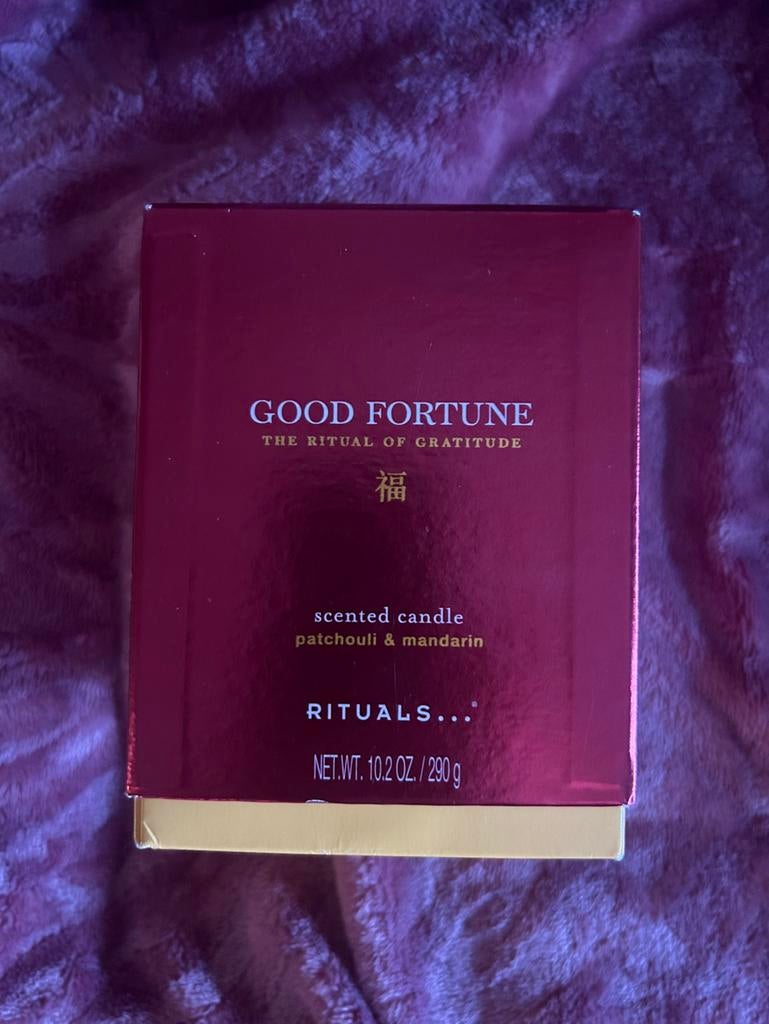 GOOD FORTUNE
THE RITUAL OF GRATITUDE
福
scented candle
patchouli & mandarin
RITUALS...®
NET.WT. 10.2 OZ. / 290 g